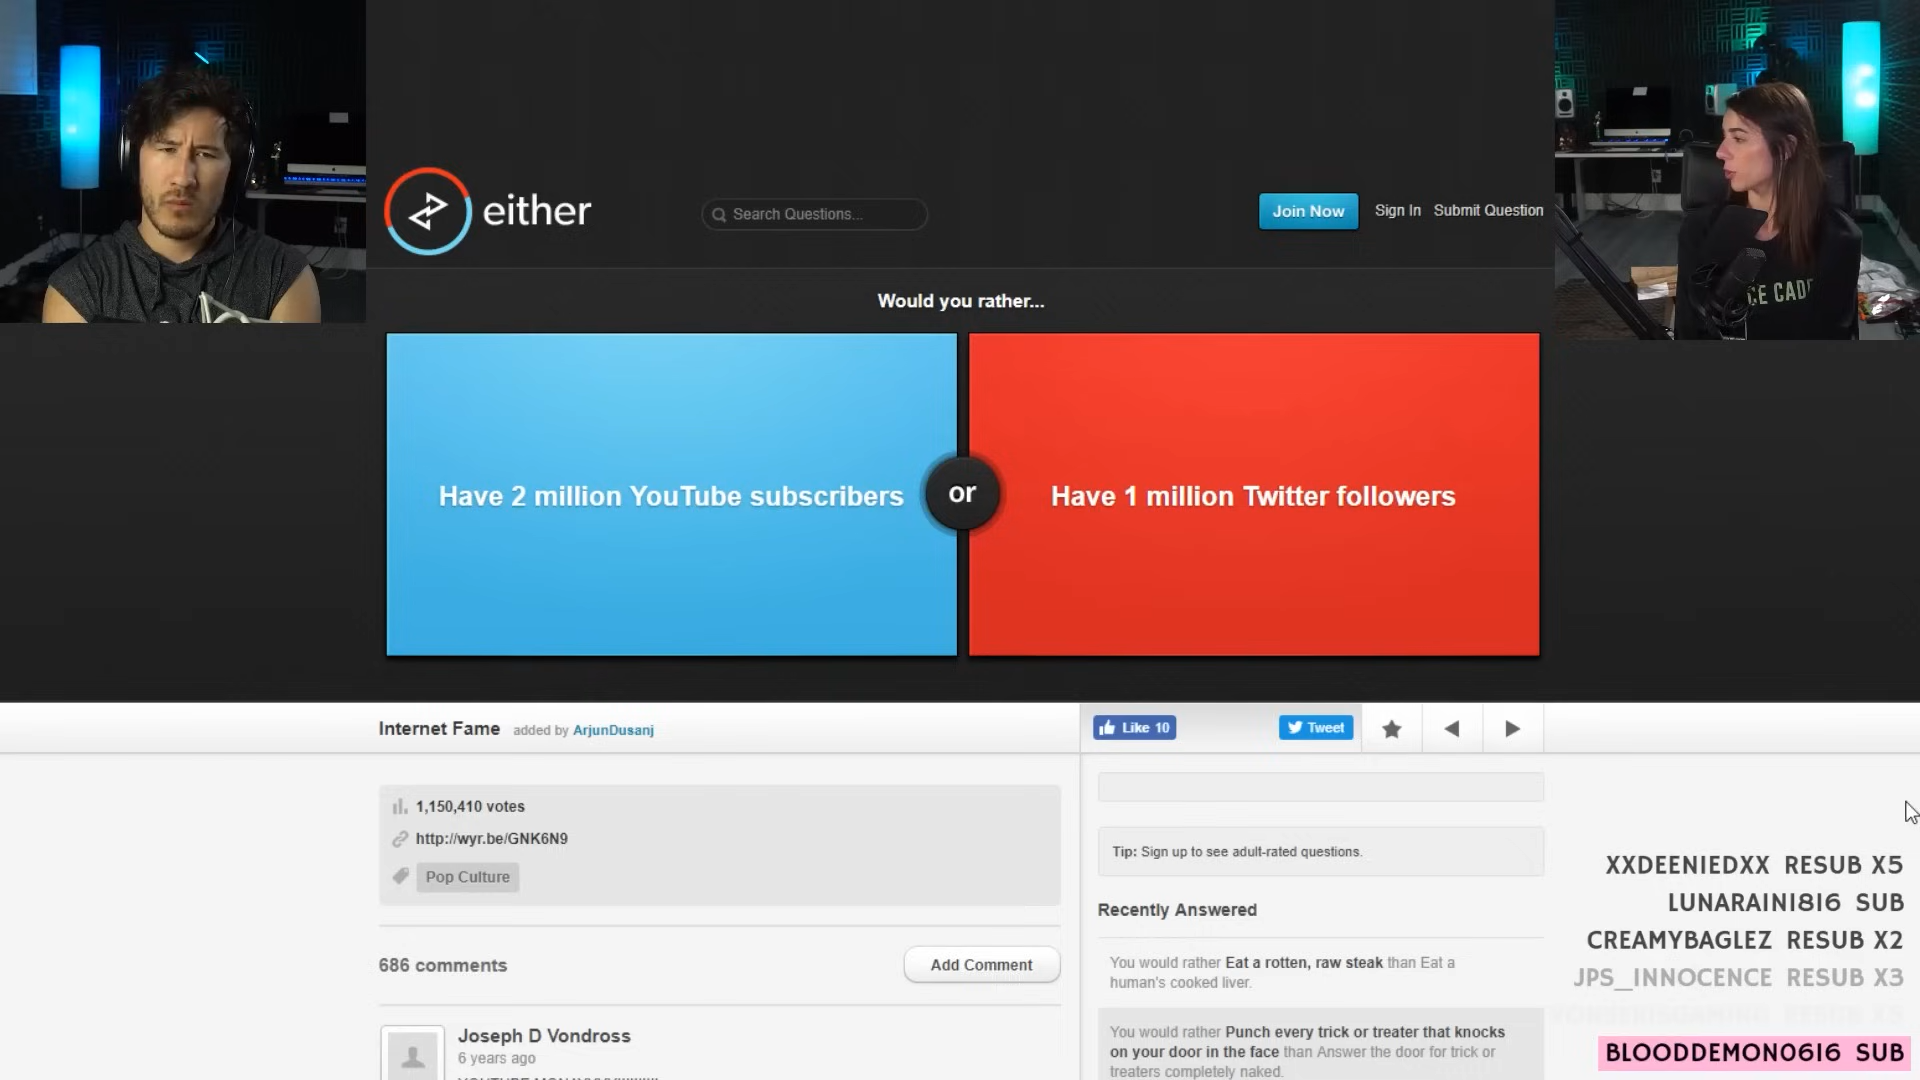 either
Search Questions...
Join Now
Sign In
Submit Question
CE CADE
Would you rather...
Have 2 million YouTube subscribers
or
Have 1 million Twitter followers
Internet Fame
added by ArjunDusanj
Like 10
Tweet
1,150,410 votes
http://wyr.be/GNK6N9
Pop Culture
Tip: Sign up to see adult-rated questions.
Recently Answered
You would rather Eat a rotten, raw steak than Eat a
human's cooked liver.
You would rather Punch every trick or treater that knocks
on your door in the face than Answer the door for trick or
treaters completely naked.
686 comments
Add Comment
Joseph D Vondross
6 years ago
XXDEENIEDXX RESUB X5
LUNARAIN1816 SUB
CREAMYBAGLEZ RESUB X2
JPS_INNOCENCE RESUB X3
BLOODDEMON0616 SUB